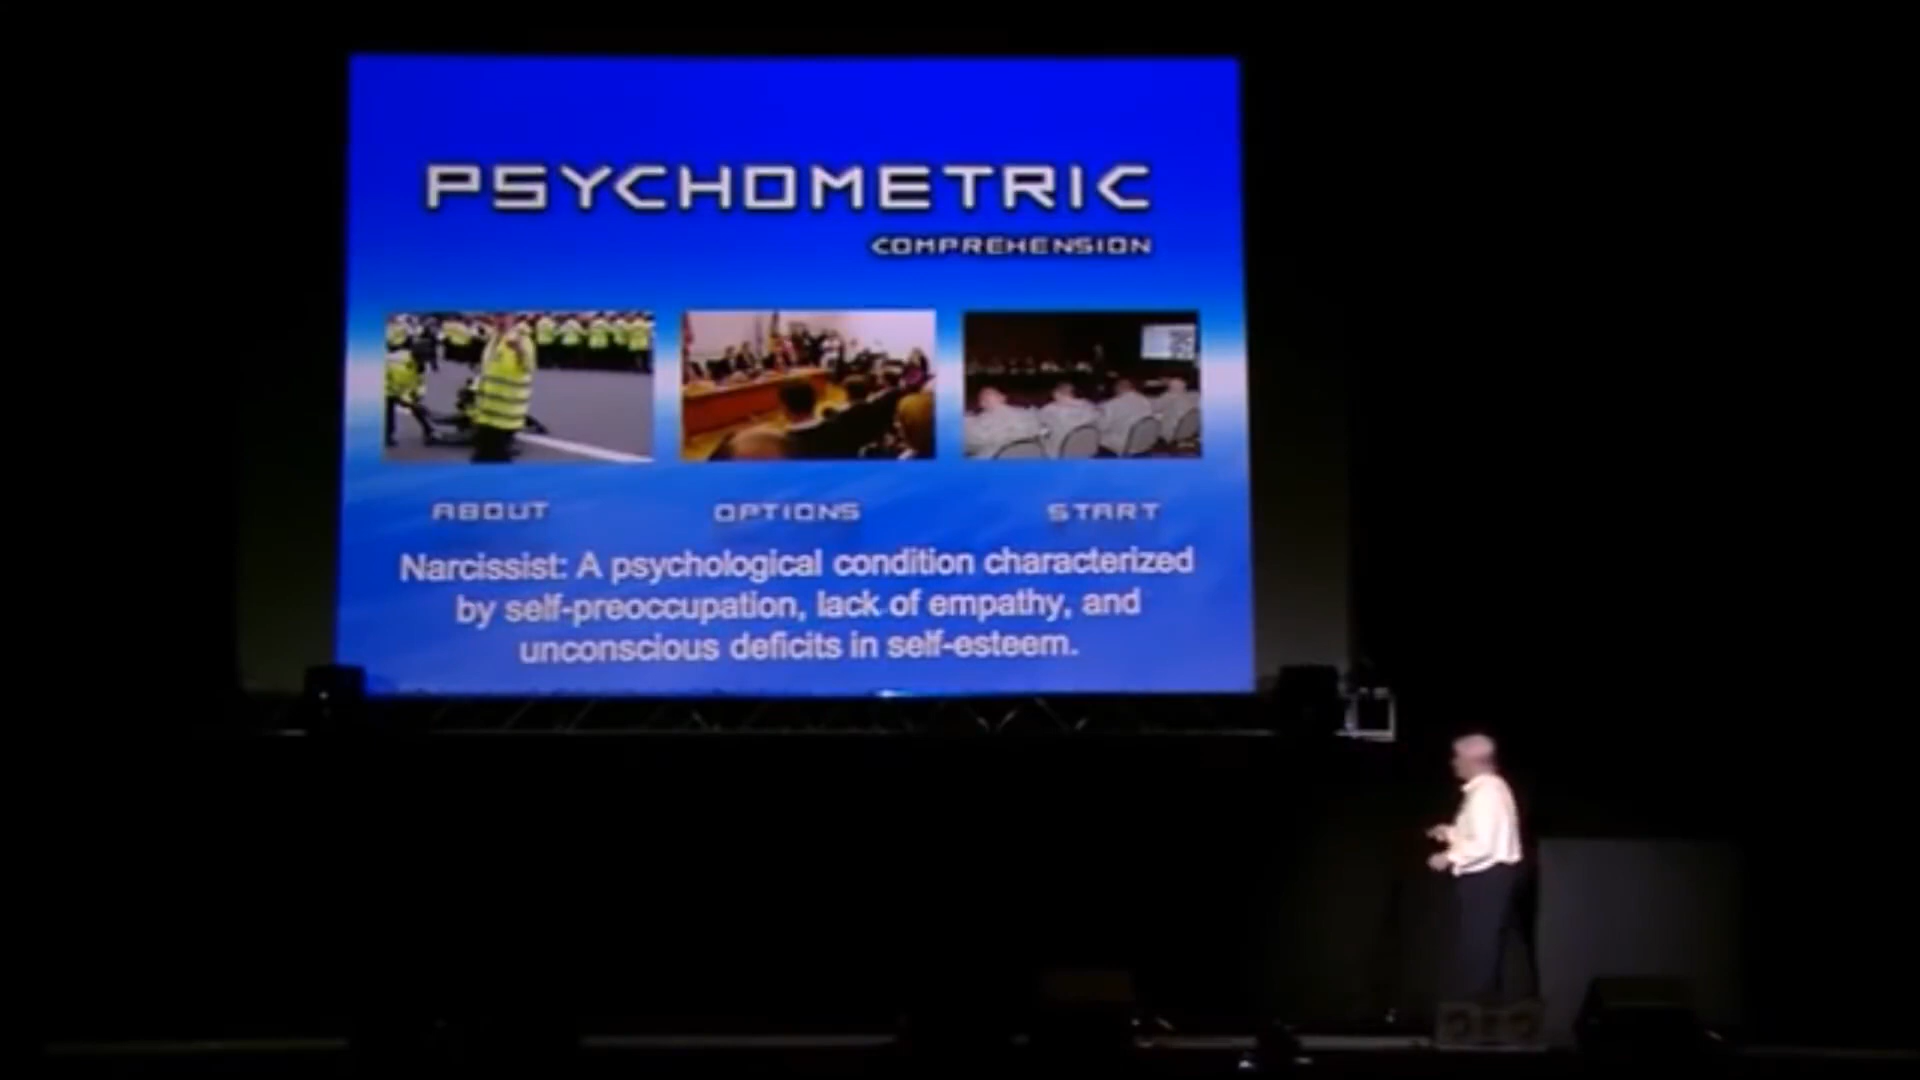 PSYCHOMETRIC
COMPREHENSION
ABOUT OPTIONS START
Narcissist: A psychological condition characterized
by self-preoccupation, lack of empathy, and
unconscious deficits in self-esteem.